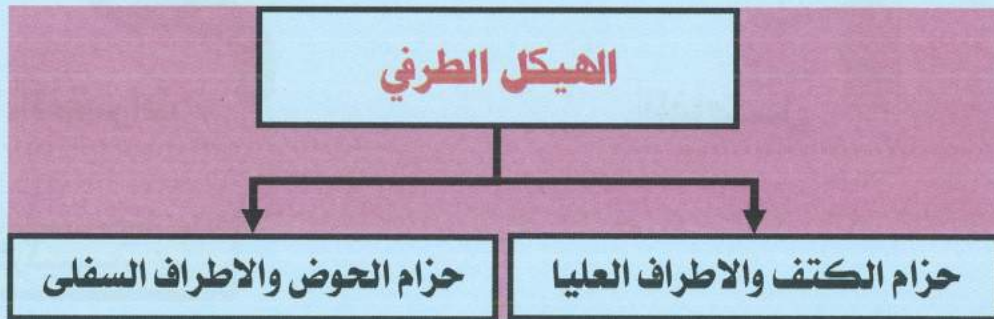 الهيكل الطرفي
حزام الكتف والاطراف العليا
حزام الحوض والاطراف السفلى